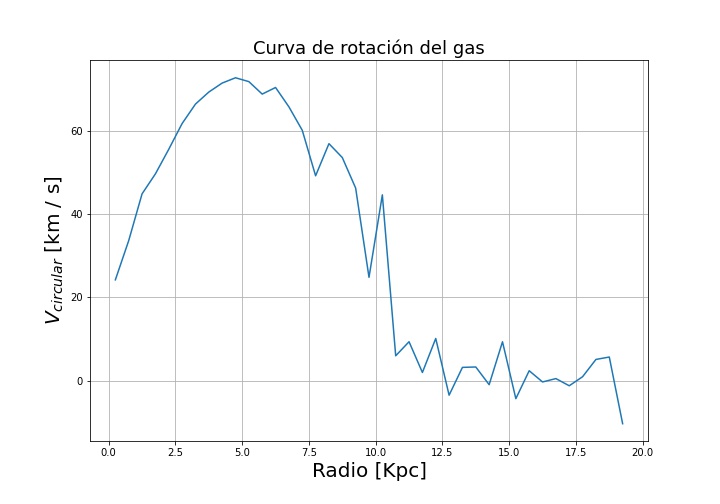 Curva de rotación del gas
60
40
20
0
V_circular [km / s]
0.0 2.5 5.0 7.5 10.0 12.5 15.0 17.5 20.0
Radio [Kpc]